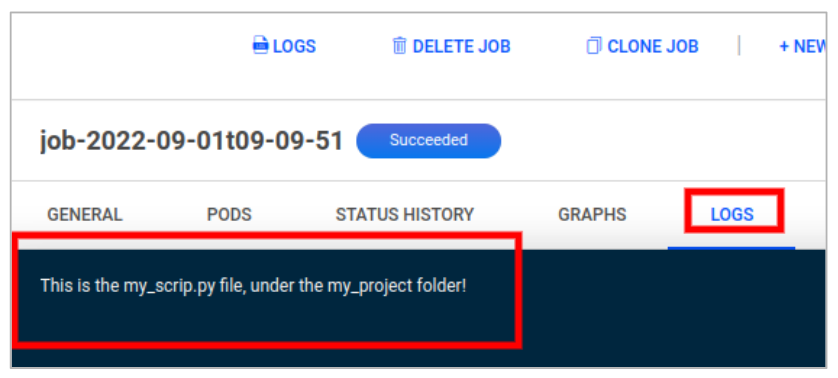 LOGS DELETE JOB CLONE JOB + NEW
job-2022-09-01t09-09-51 Succeeded
GENERAL PODS STATUS HISTORY GRAPHS LOGS
This is the my_scrip.py file, under the my_project folder!